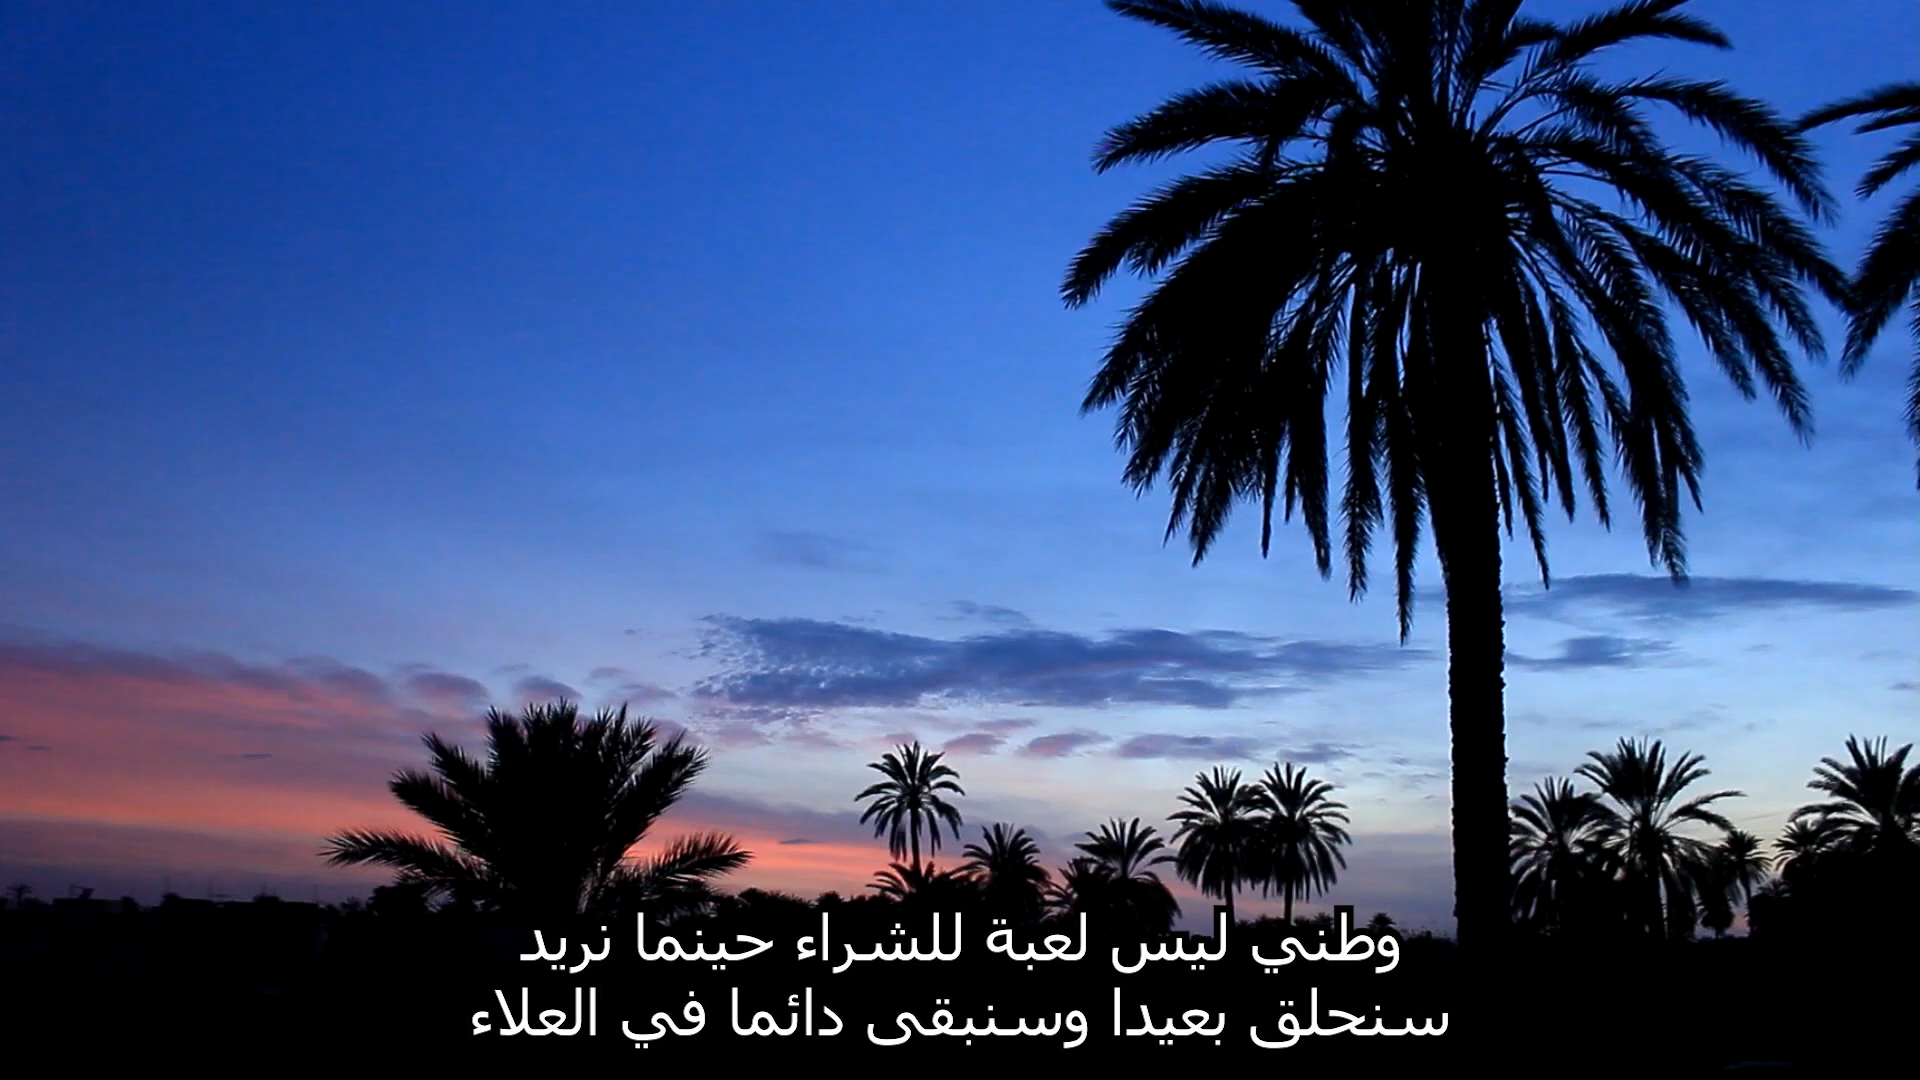 وطني ليس لعبة للشراء حينما نريد
سنحلق بعيدا وسنبقى دائما في العلاء